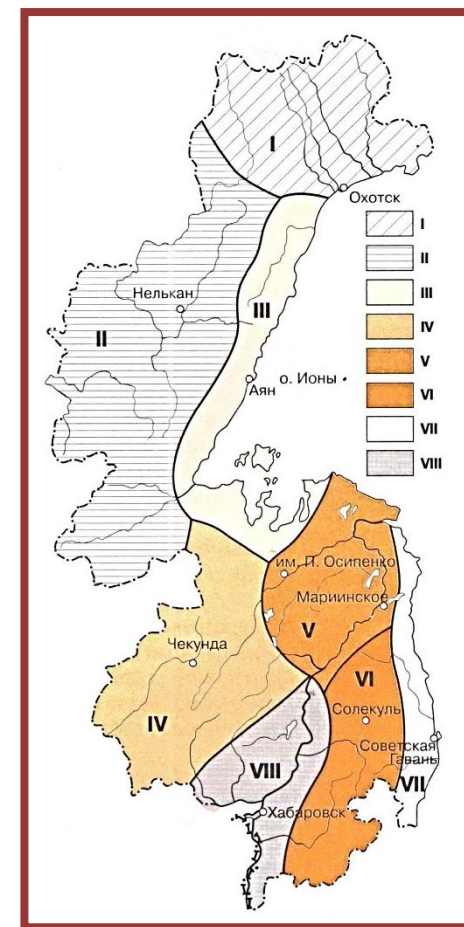 I
Охотск
I
II
Нелькан
III
III
II
IV
V
о. Ионы
Аян
VI
VII
VIII
им. П. Осипенко
Мариинское
V
Чекунда
VI
Солекуль
IV
Советская
Гавань
VIII
VII
Хабаровск